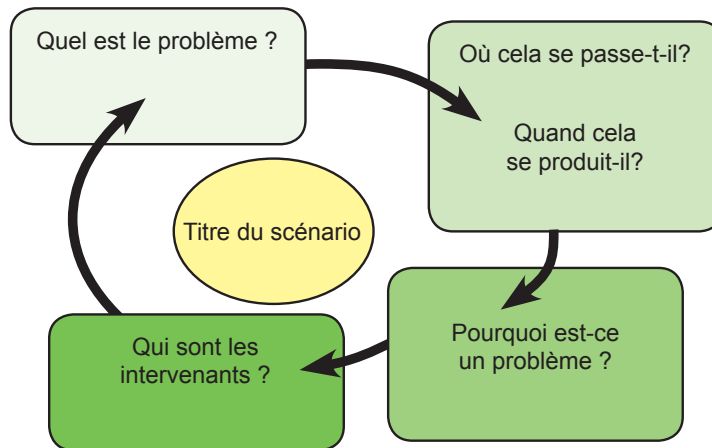 Quel est le problème ?
Où cela se passe-t-il?
Quand cela
se produit-il?
Titre du scénario
Pourquoi est-ce
un problème ?
Qui sont les
intervenants ?